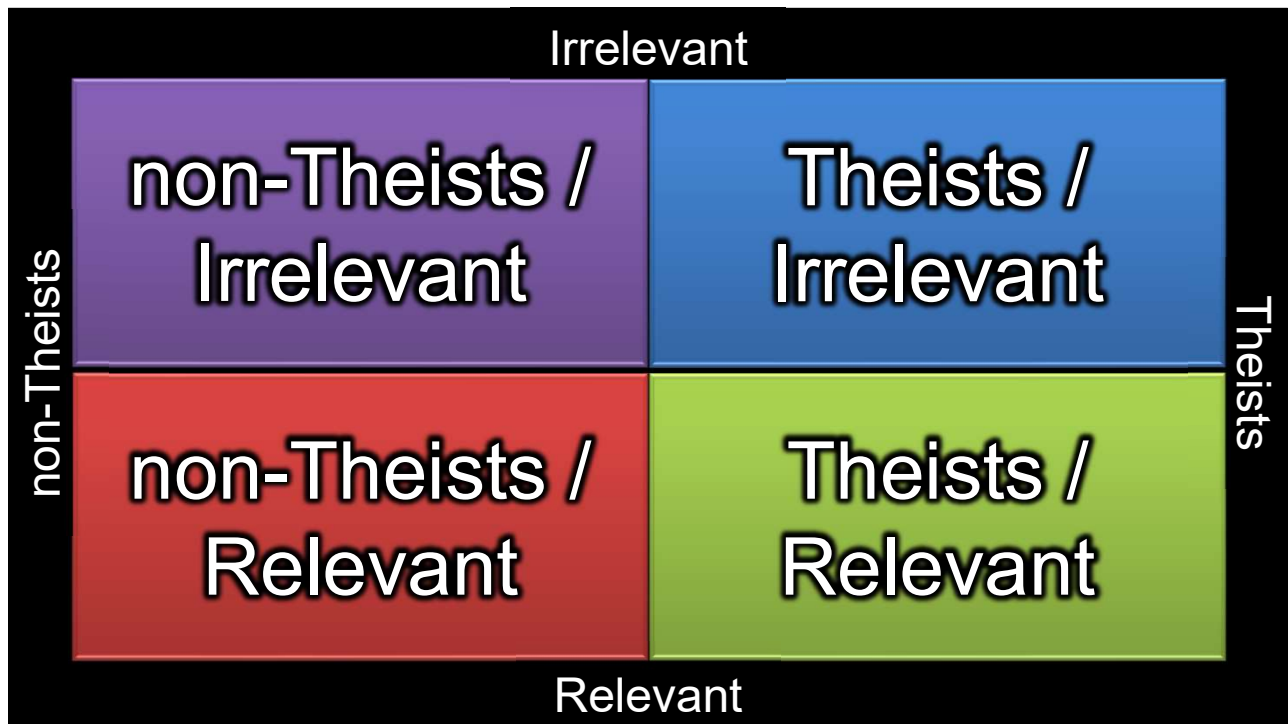 Irrelevant
non-Theists /
Irrelevant
Theists /
Irrelevant
non-Theists
Theists
non-Theists /
Relevant
Theists /
Relevant
Relevant